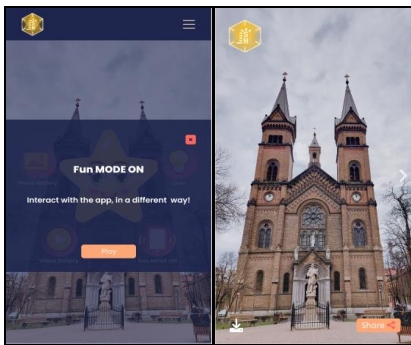 Fun MODE ON
Interact with the app, in a different way!
Play
Share